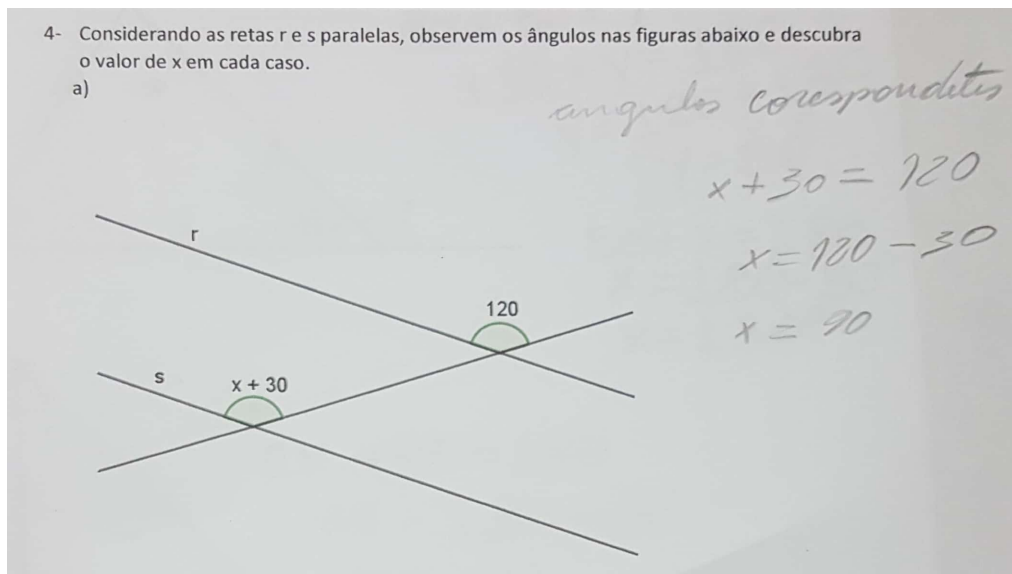 4- Considerando as retas r e s paralelas, observem os ângulos nas figuras abaixo e descubra
o valor de x em cada caso.
a)
angulos corespondetes
x + 30 = 120
x = 120 - 30
x = 90
r
120
s
x + 30